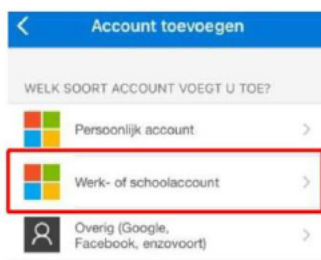 Account toevoegen
WELK SOORT ACCOUNT VOEGT U TOE?
Persoonlijk account
Werk- of schoolaccount
Overig (Google,
Facebook, enzovoort)